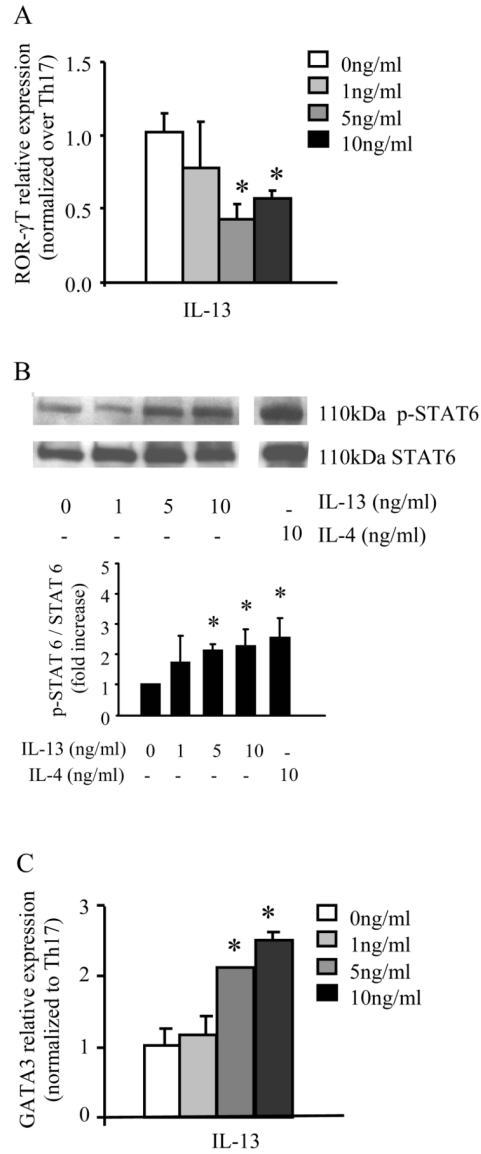 A
ROR-γT relative expression
(normalized over Th17)
1.5
1.0
0.5
0.0
* *
0ng/ml
1ng/ml
5ng/ml
10ng/ml
IL-13
B
110kDa p-STAT6
110kDa STAT6
0 1 5 10 - IL-13 (ng/ml)
- - - - 10 IL-4 (ng/ml)
p-STAT 6 / STAT 6
(fold increase)
5
4
3
2
1
0
* * *
IL-13 (ng/ml) 0 1 5 10 -
IL-4 (ng/ml) - - - - 10
C
GATA3 relative expression
(normalized to Th17)
3
2
1
0
* *
0ng/ml
1ng/ml
5ng/ml
10ng/ml
IL-13